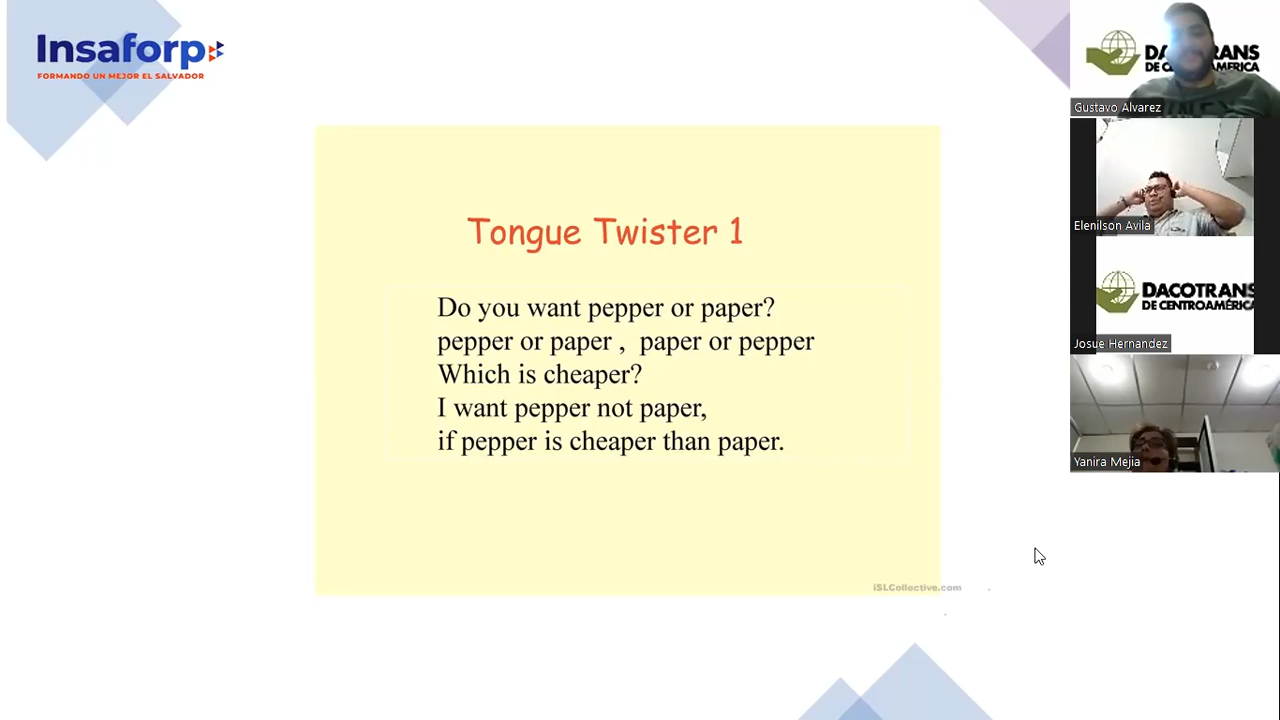 Insaforp
FORMANDO UN MEJOR EL SALVADOR
Tongue Twister 1
Do you want pepper or paper?
pepper or paper , paper or pepper
Which is cheaper?
I want pepper not paper,
if pepper is cheaper than paper.
iSLCollective.com
Gustavo Alvarez
Elenilson Avila
DACOTRANS
DE CENTROAMÉRICA
Josue Hernandez
Yanira Mejia